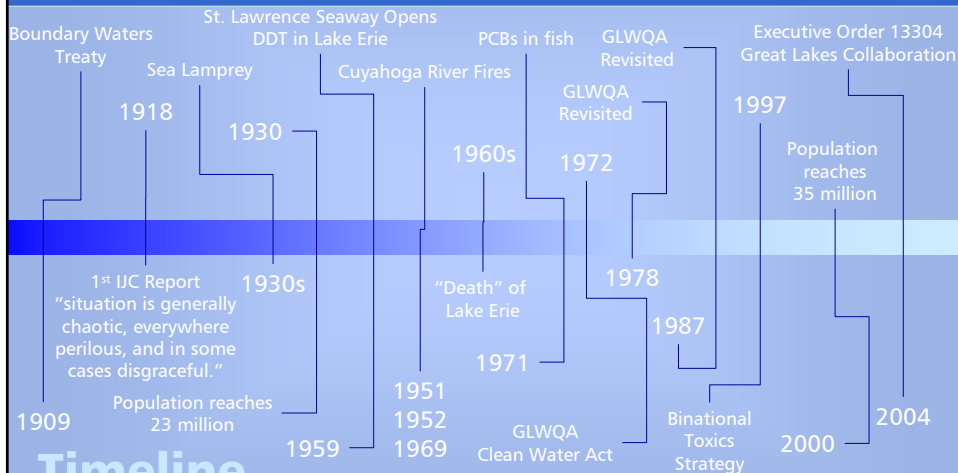 St. Lawrence Seaway Opens
DDT in Lake Erie
Boundary Waters
Treaty
Sea Lamprey
Cuyahoga River Fires
PCBs in fish
GLWQA
Revisited
Executive Order 13304
Great Lakes Collaboration
1918
1930
1960s
1972
GLWQA
Revisited
1997
Population
reaches
35 million
1st IJC Report
“situation is generally
chaotic, everywhere
perilous, and in some
cases disgraceful.”
1930s
“Death” of
Lake Erie
1978
1987
1971
1909
Population reaches
23 million
1959
1951
1952
1969
GLWQA
Clean Water Act
Binational
Toxics
Strategy
2000
2004
Timeline